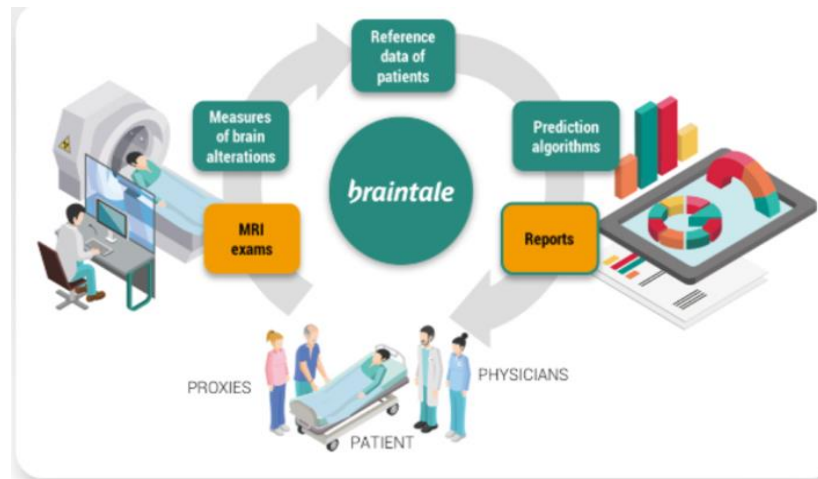 Reference
data of
patients
Measures
of brain
alterations
Prediction
algorithms
braintale
MRI
exams
Reports
PROXIES
PHYSICIANS
PATIENT